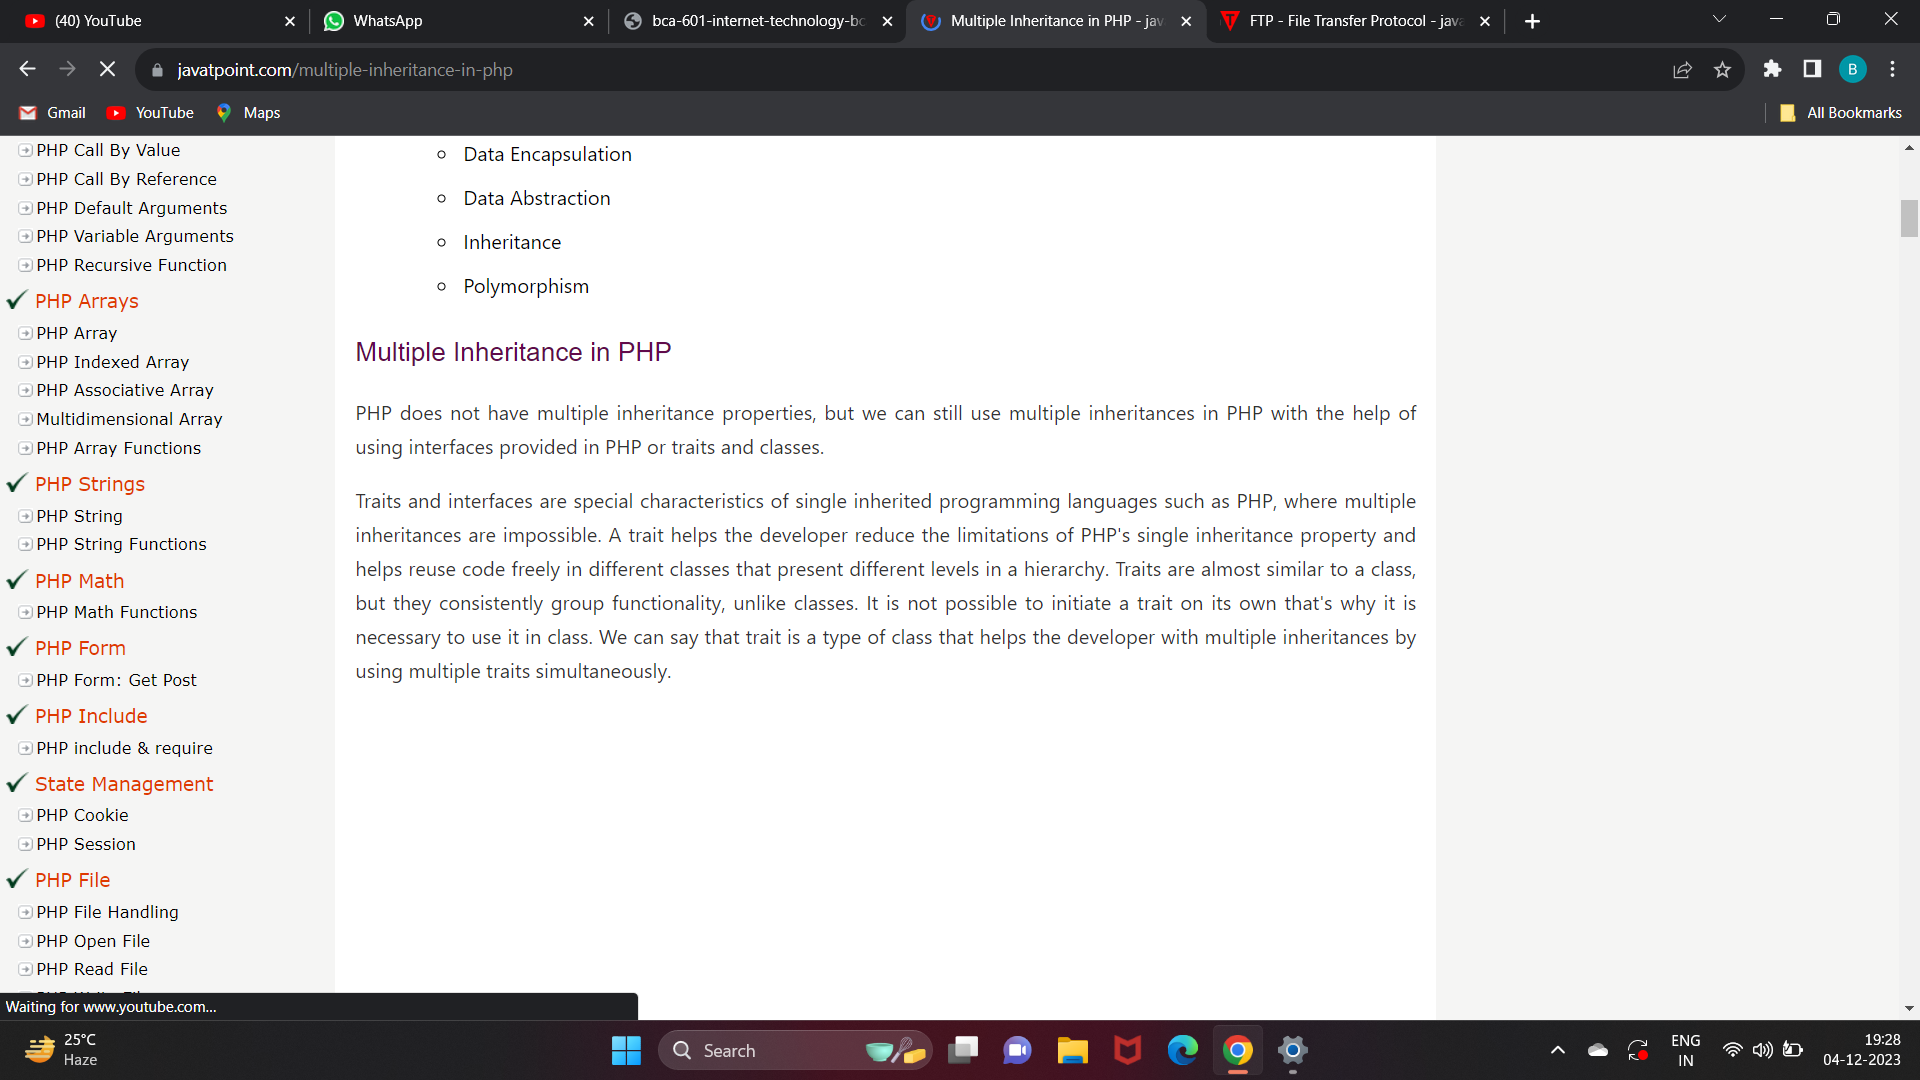 (40) YouTube
WhatsApp
bca-601-internet-technology-bc
Multiple Inheritance in PHP - jav
FTP - File Transfer Protocol - java
javatpoint.com/multiple-inheritance-in-php
B
Gmail
YouTube
Maps
All Bookmarks
PHP Call By Value
PHP Call By Reference
PHP Default Arguments
PHP Variable Arguments
PHP Recursive Function
PHP Arrays
PHP Array
PHP Indexed Array
PHP Associative Array
Multidimensional Array
PHP Array Functions
PHP Strings
PHP String
PHP String Functions
PHP Math
PHP Math Functions
PHP Form
PHP Form: Get Post
PHP Include
PHP include & require
State Management
PHP Cookie
PHP Session
PHP File
PHP File Handling
PHP Open File
PHP Read File
Data Encapsulation
Data Abstraction
Inheritance
Polymorphism
Multiple Inheritance in PHP
PHP does not have multiple inheritance properties, but we can still use multiple inheritances in PHP with the help of
using interfaces provided in PHP or traits and classes.
Traits and interfaces are special characteristics of single inherited programming languages such as PHP, where multiple
inheritances are impossible. A trait helps the developer reduce the limitations of PHP's single inheritance property and
helps reuse code freely in different classes that present different levels in a hierarchy. Traits are almost similar to a class,
but they consistently group functionality, unlike classes. It is not possible to initiate a trait on its own that's why it is
necessary to use it in class. We can say that trait is a type of class that helps the developer with multiple inheritances by
using multiple traits simultaneously.
Waiting for www.youtube.com...
25°C
Haze
Search
ENG
IN
19:28
04-12-2023